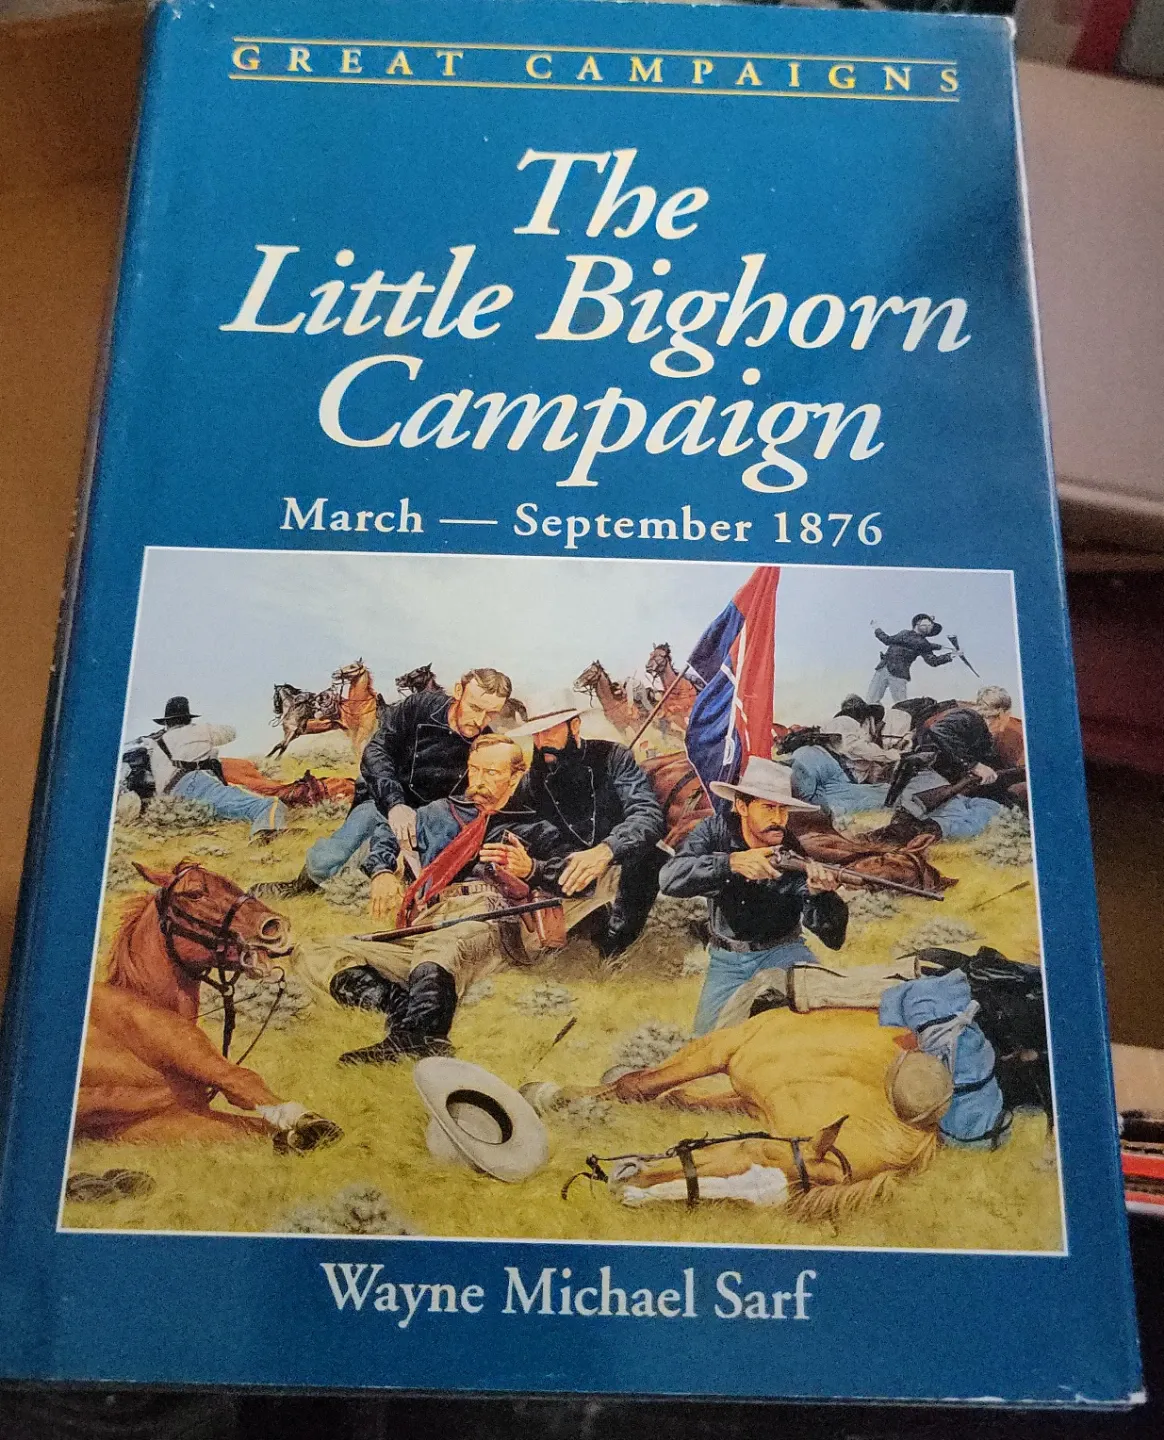 GREAT CAMPAIGNS
The
Little Bighorn
Campaign
March — September 1876
Wayne Michael Sarf